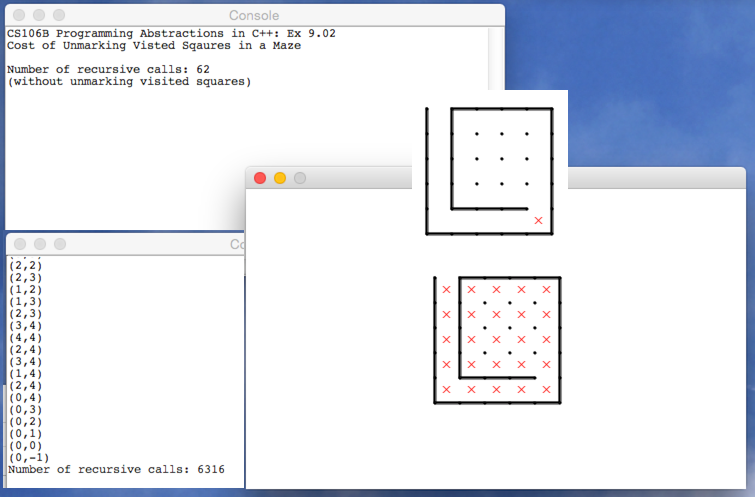 Console
CS106B Programming Abstractions in C++: Ex 9.02
Cost of Unmarking Visted Sqaures in a Maze
Number of recursive calls: 62
(without unmarking visited squares)
Co
(2,2)
(2,3)
(1,2)
(1,3)
(2,3)
(3,4)
(4,4)
(2,4)
(3,4)
(1,4)
(2,4)
(0,4)
(0,3)
(0,2)
(0,1)
(0,0)
(0,-1)
Number of recursive calls: 6316